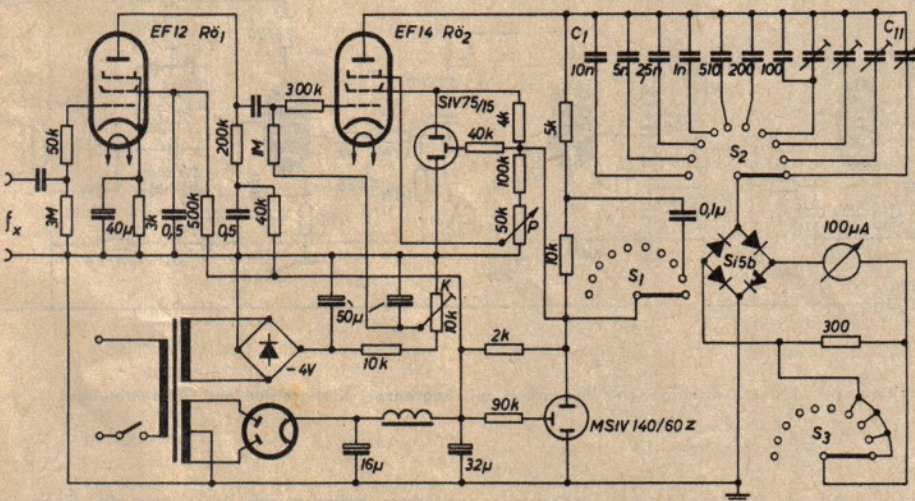 EF12 Rö1
EF14 Rö2
C1
C11
10n
5n
25n
1n
510
200
100
300k
StV75/15
50k
200k
1M
4k
40k
5k
S2
100k
fx
3M
40µ
3k
0,5
500k
0,5
40k
50k
P
0,1µ
100µA
10k
S1
Si5b
50µ
K
10k
300
-4V
10k
2k
90k
MStV 140/60 z
S3
16µ
32µ